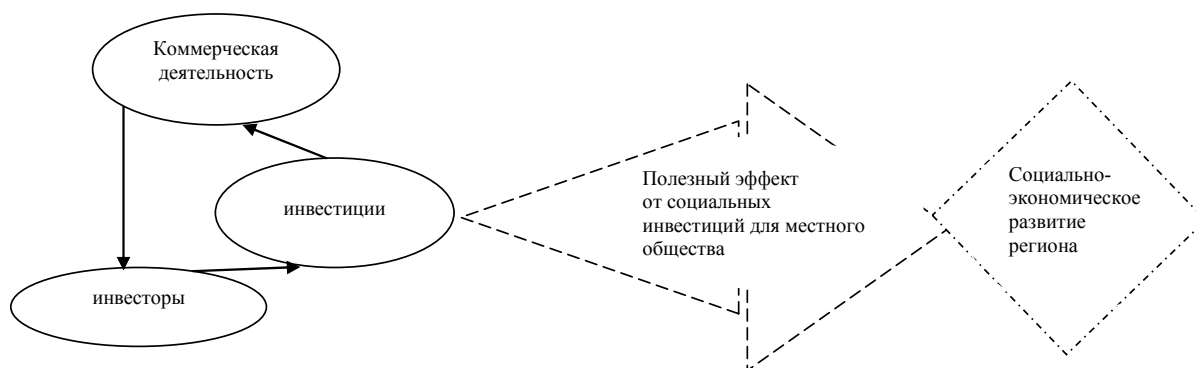 Коммерческая
деятельность
инвестиции
инвесторы
Полезный эффект
от социальных
инвестиций для местного
общества
Социально-
экономическое
развитие
региона